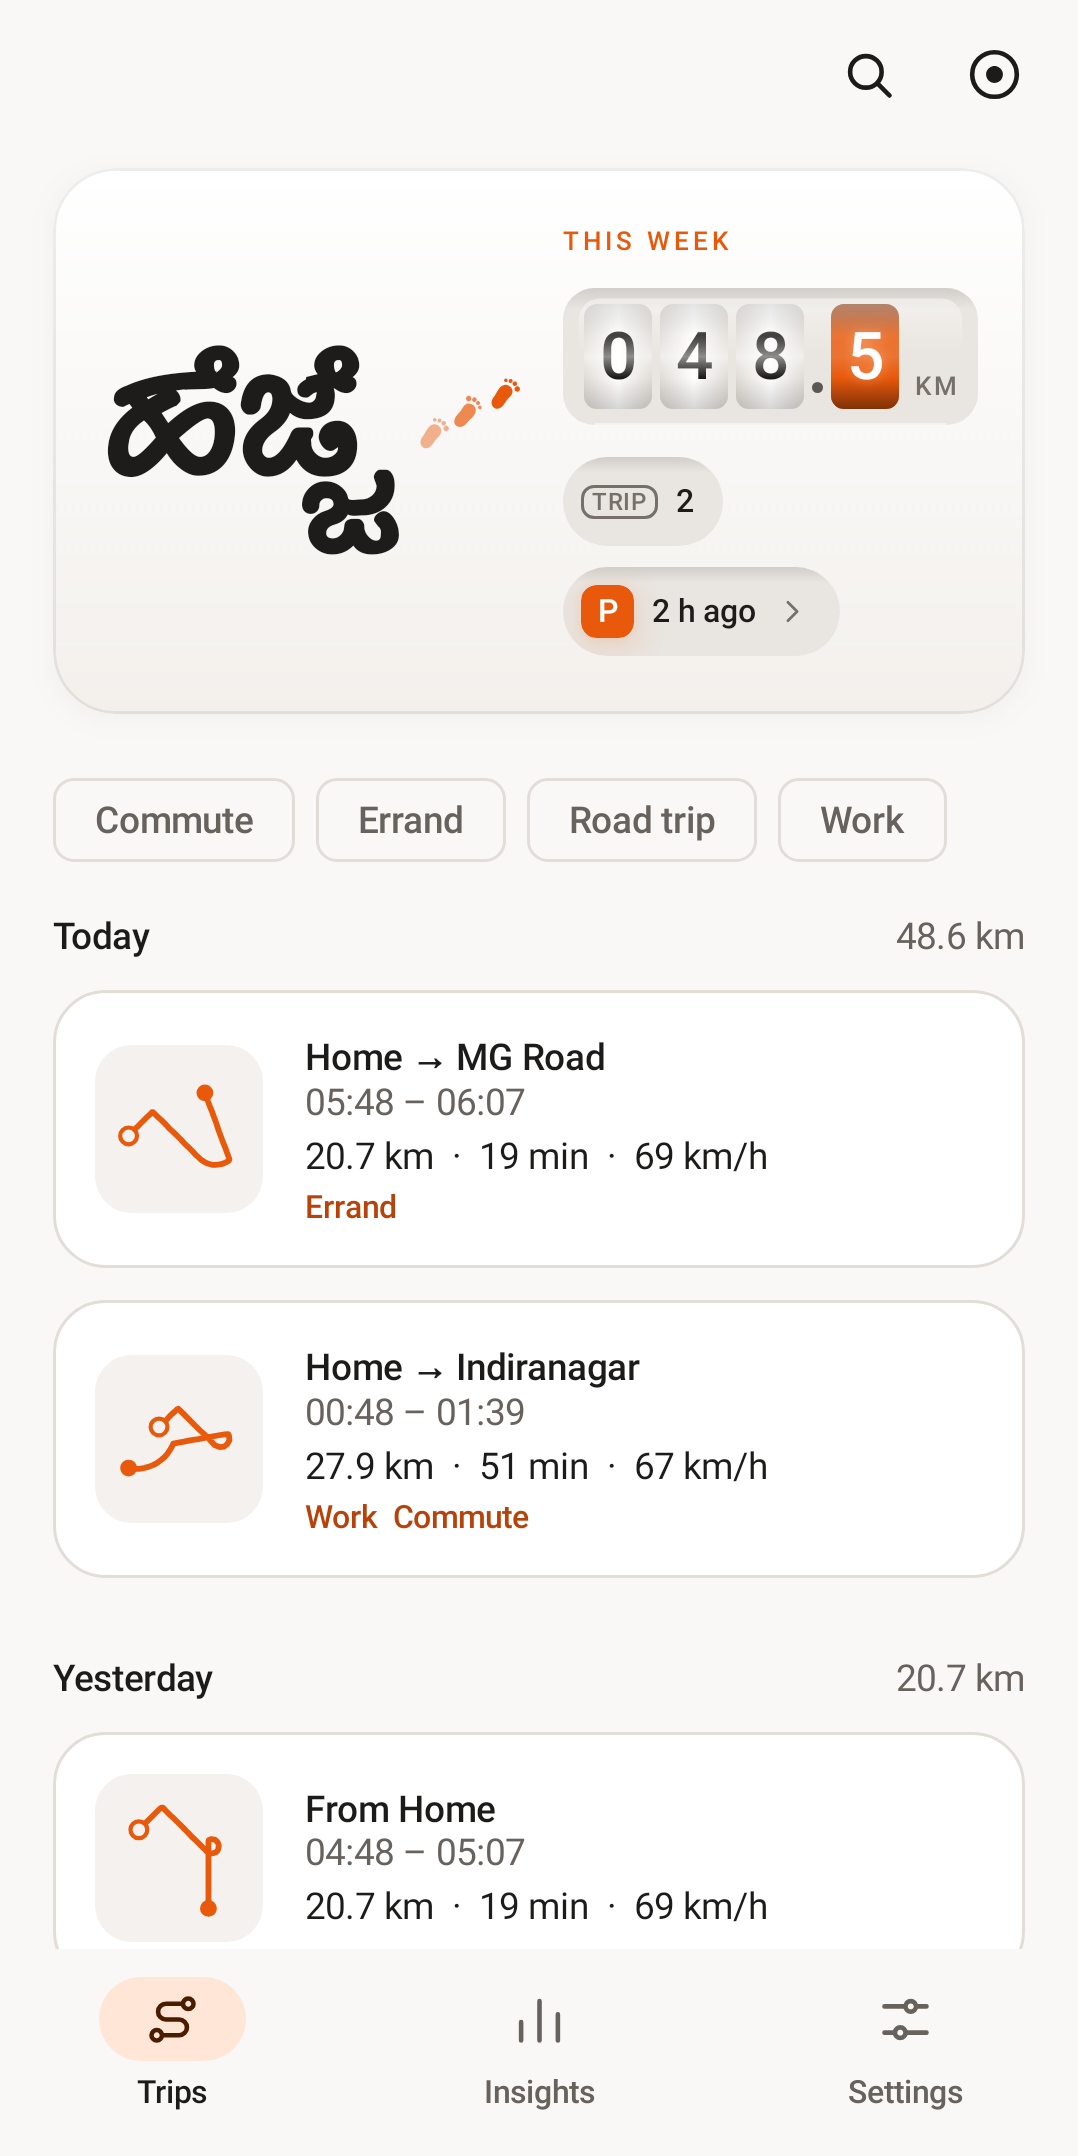 THIS WEEK
ಹೆಜ್ಜೆ
048.5 KM
TRIP 2
P 2 h ago
Commute Errand Road trip Work
Today 48.6 km
Home → MG Road
05:48 – 06:07
20.7 km · 19 min · 69 km/h
Errand
Home → Indiranagar
00:48 – 01:39
27.9 km · 51 min · 67 km/h
Work Commute
Yesterday 20.7 km
From Home
04:48 – 05:07
20.7 km · 19 min · 69 km/h
Trips Insights Settings